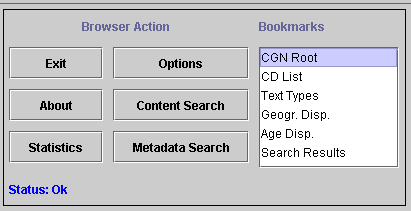 Browser Action
Bookmarks
Exit
Options
About
Content Search
Statistics
Metadata Search
CGN Root
CD List
Text Types
Geogr. Disp.
Age Disp.
Search Results
Status: Ok